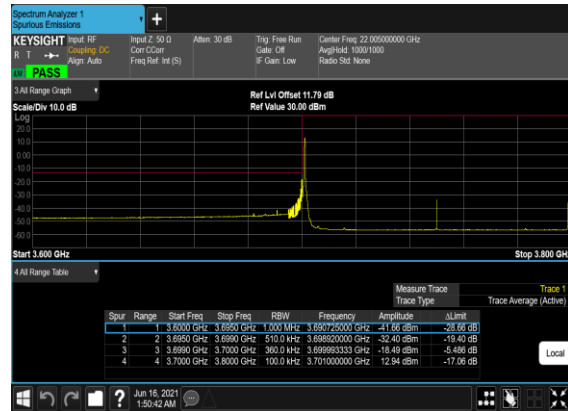 Spectrum Analyzer 1
Spurious Emissions
KEYSIGHT Input: RF Input Z: 50 Ω Atten: 30 dB Trig: Free Run Center Freq: 22.005000000 GHz
R T Coupling: DC Corr CCorr Gate: Off Avg|Hold: 1000/1000
Align: Auto Freq Ref: Int (S) IF Gain: Low Radio Std: None
PASS
3 All Range Graph
Ref Lvl Offset 11.79 dB
Scale/Div 10.0 dB Ref Value 30.00 dBm
Log
20.0
10.0
0.00
-10.0
-20.0
-30.0
-40.0
-50.0
-60.0
Start 3.600 GHz Stop 3.800 GHz
4 All Range Table
Measure Trace Trace 1
Trace Type Trace Average (Active)
Spur Range Start Freq Stop Freq RBW Frequency Amplitude ΔLimit
1 1 3.6000 GHz 3.6950 GHz 1.000 MHz 3.690725000 GHz -41.66 dBm -28.66 dB
2 2 3.6950 GHz 3.6990 GHz 510.0 kHz 3.698920000 GHz -32.40 dBm -19.40 dB
3 3 3.6990 GHz 3.7000 GHz 360.0 kHz 3.699993333 GHz -18.49 dBm -5.486 dB
4 4 3.7000 GHz 3.8000 GHz 100.0 kHz 3.701000000 GHz 12.94 dBm -17.06 dB
Local
Jun 16, 2021
1:50:42 AM